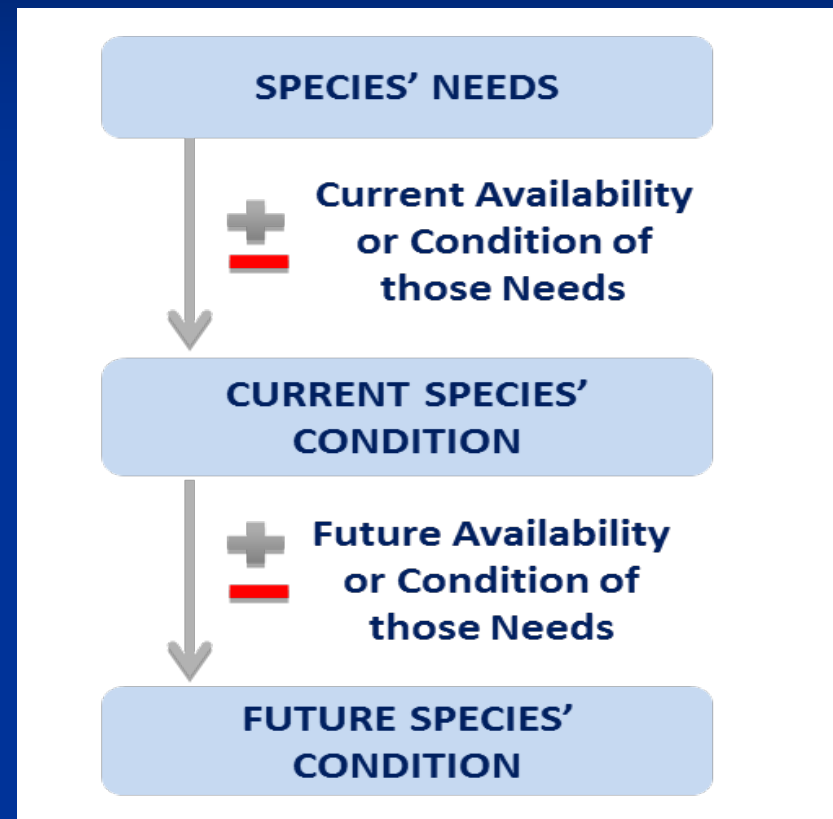 SPECIES’ NEEDS
Current Availability
or Condition of
those Needs
CURRENT SPECIES’
CONDITION
Future Availability
or Condition of
those Needs
FUTURE SPECIES’
CONDITION